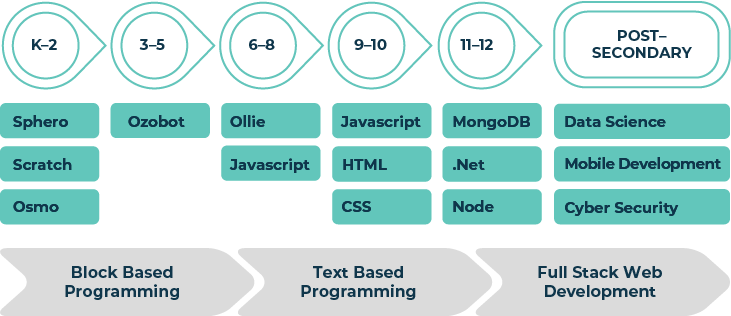 K–2
3–5
6–8
9–10
11–12
POST–
SECONDARY
Sphero
Ozobot
Ollie
Javascript
MongoDB
Data Science
Scratch
Javascript
HTML
.Net
Mobile Development
Osmo
CSS
Node
Cyber Security
Block Based
Programming
Text Based
Programming
Full Stack Web
Development